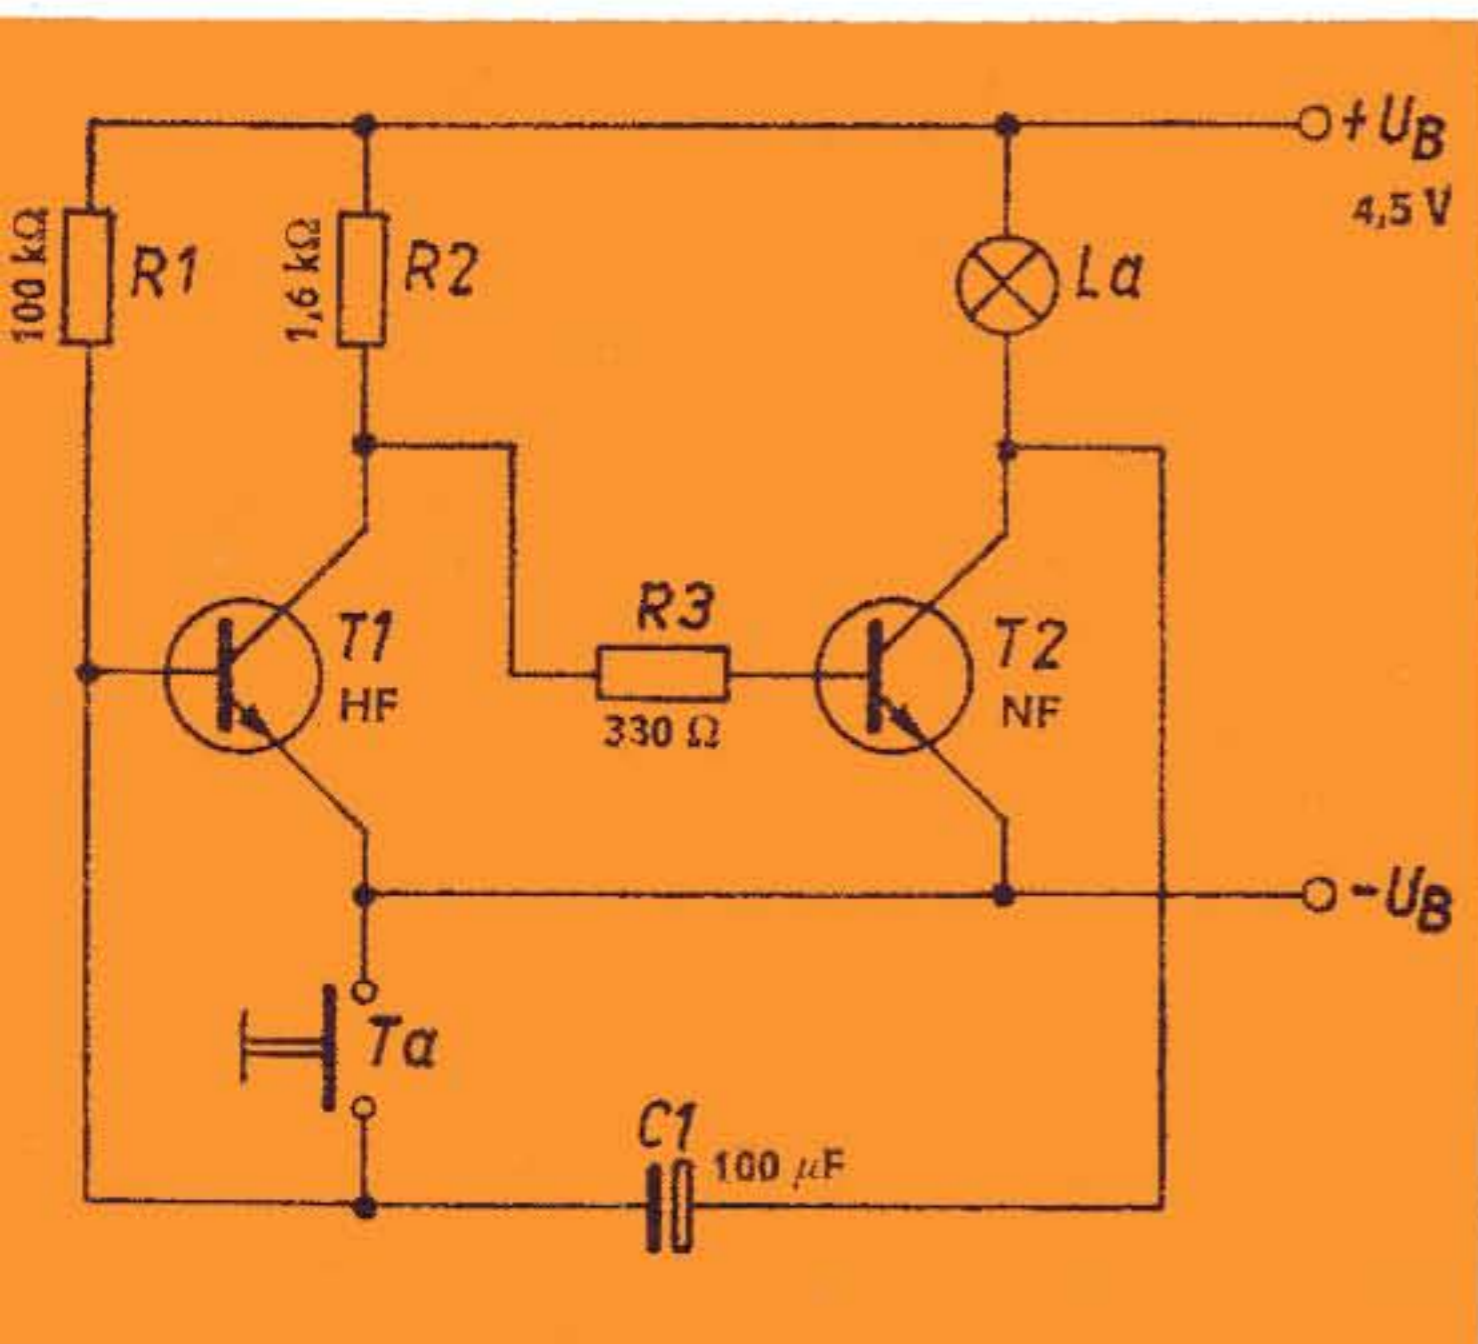 +UB
4,5 V
100 kΩ
R1
1,6 kΩ
R2
La
R3
T1
HF
330 Ω
T2
NF
-UB
Ta
C1
100 µF